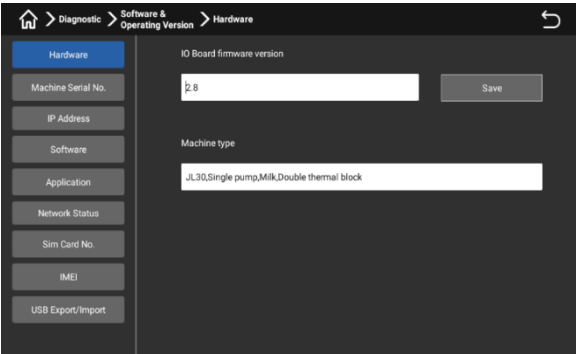 Diagnostic
Software &
Operating Version
Hardware
Hardware
Machine Serial No.
IP Address
Software
Application
Network Status
Sim Card No.
IMEI
USB Export/Import
IO Board firmware version
2.8
Save
Machine type
JL30,Single pump,Milk,Double thermal block